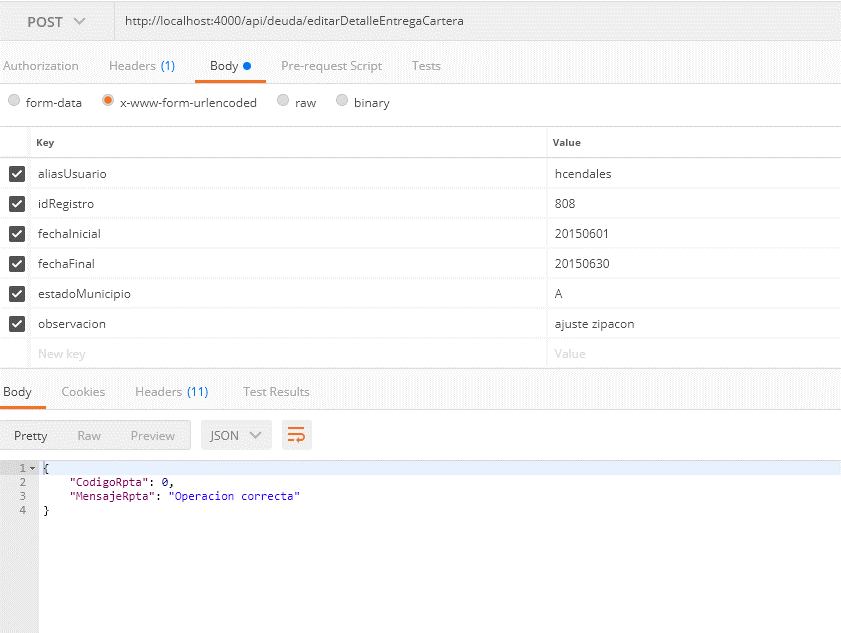 POST http://localhost:4000/api/deuda/editarDetalleEntregaCartera
Authorization Headers (1) Body Pre-request Script Tests
form-data x-www-form-urlencoded raw binary
Key Value
aliasUsuario hcendales
idRegistro 808
fechaInicial 20150601
fechaFinal 20150630
estadoMunicipio A
observacion ajuste zipacon
New key Value
Body Cookies Headers (11) Test Results
Pretty Raw Preview JSON
1 {
2 "CodigoRpta": 0,
3 "MensajeRpta": "Operacion correcta"
4 }